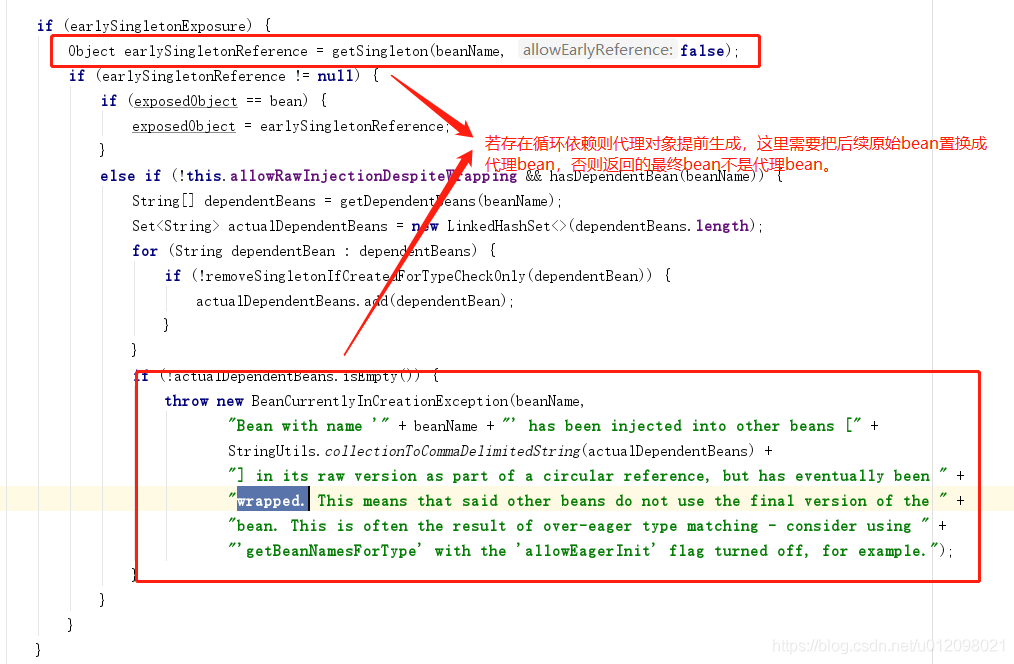 if (earlySingletonExposure) {
Object earlySingletonReference = getSingleton(beanName, allowEarlyReference: false);
if (earlySingletonReference != null) {
if (exposedObject == bean) {
exposedObject = earlySingletonReference;
}
若存在循环依赖则代理对象提前生成，这里需要把后续原始bean置换成
代理bean，否则返回的最终bean不是代理bean。
else if (!this.allowRawInjectionDespiteWrapping && hasDependentBean(beanName)) {
String[] dependentBeans = getDependentBeans(beanName);
Set<String> actualDependentBeans = new LinkedHashSet<>(dependentBeans.length);
for (String dependentBean : dependentBeans) {
if (!removeSingletonIfCreatedForTypeCheckOnly(dependentBean)) {
actualDependentBeans.add(dependentBean);
}
}
if (!actualDependentBeans.isEmpty()) {
throw new BeanCurrentlyInCreationException(beanName,
"Bean with name '" + beanName + "' has been injected into other beans [" +
StringUtils.collectionToCommaDelimitedString(actualDependentBeans) +
"] in its raw version as part of a circular reference, but has eventually been " +
"wrapped. This means that said other beans do not use the final version of the " +
"bean. This is often the result of over-eager type matching - consider using " +
"'getBeanNamesForType' with the 'allowEagerInit' flag turned off, for example.");
}
}
}
}
https://blog.csdn.net/u012098021